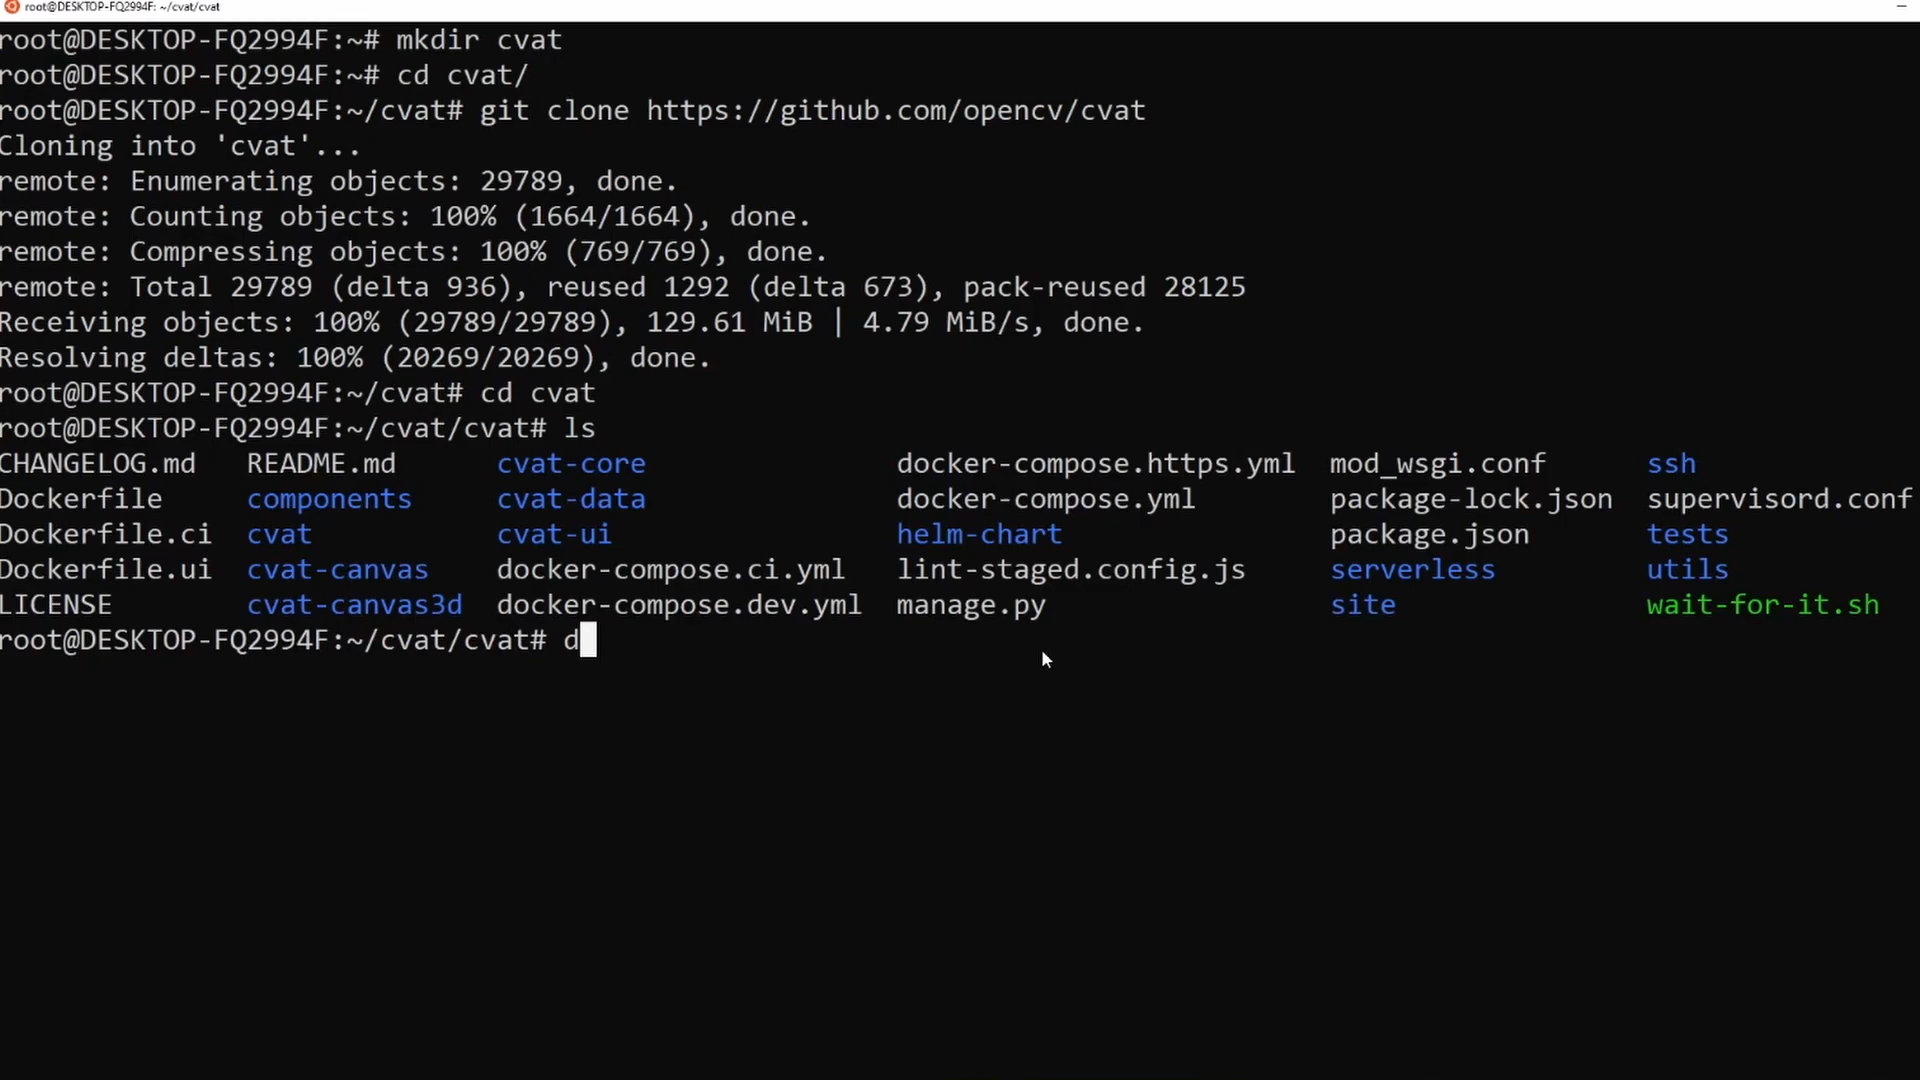 root@DESKTOP-FQ2994F: ~/cvat/cvat
root@DESKTOP-FQ2994F:~# mkdir cvat
root@DESKTOP-FQ2994F:~# cd cvat/
root@DESKTOP-FQ2994F:~/cvat# git clone https://github.com/opencv/cvat
Cloning into 'cvat'...
remote: Enumerating objects: 29789, done.
remote: Counting objects: 100% (1664/1664), done.
remote: Compressing objects: 100% (769/769), done.
remote: Total 29789 (delta 936), reused 1292 (delta 673), pack-reused 28125
Receiving objects: 100% (29789/29789), 129.61 MiB | 4.79 MiB/s, done.
Resolving deltas: 100% (20269/20269), done.
root@DESKTOP-FQ2994F:~/cvat# cd cvat
root@DESKTOP-FQ2994F:~/cvat/cvat# ls
CHANGELOG.md README.md cvat-core docker-compose.https.yml mod_wsgi.conf ssh
Dockerfile components cvat-data docker-compose.yml package-lock.json supervisord.conf
Dockerfile.ci cvat cvat-ui helm-chart package.json tests
Dockerfile.ui cvat-canvas docker-compose.ci.yml lint-staged.config.js serverless utils
LICENSE cvat-canvas3d docker-compose.dev.yml manage.py site wait-for-it.sh
root@DESKTOP-FQ2994F:~/cvat/cvat# d